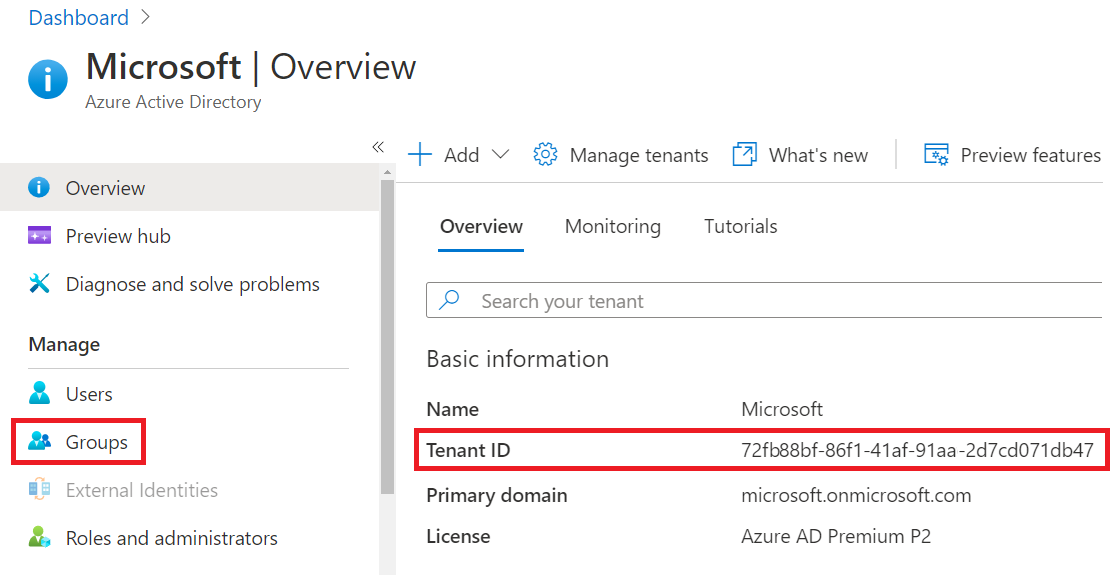 Dashboard
Microsoft | Overview
Azure Active Directory
Add
Manage tenants
What's new
Preview features
Overview
Preview hub
Diagnose and solve problems
Manage
Users
Groups
External Identities
Roles and administrators
Overview Monitoring Tutorials
Search your tenant
Basic information
Name Microsoft
Tenant ID 72fb88bf-86f1-41af-91aa-2d7cd071db47
Primary domain microsoft.onmicrosoft.com
License Azure AD Premium P2